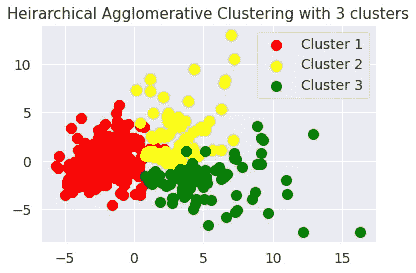 Heirarchical Agglomerative Clustering with 3 clusters
Cluster 1
Cluster 2
Cluster 3
10
5
0
−5
−5 0 5 10 15